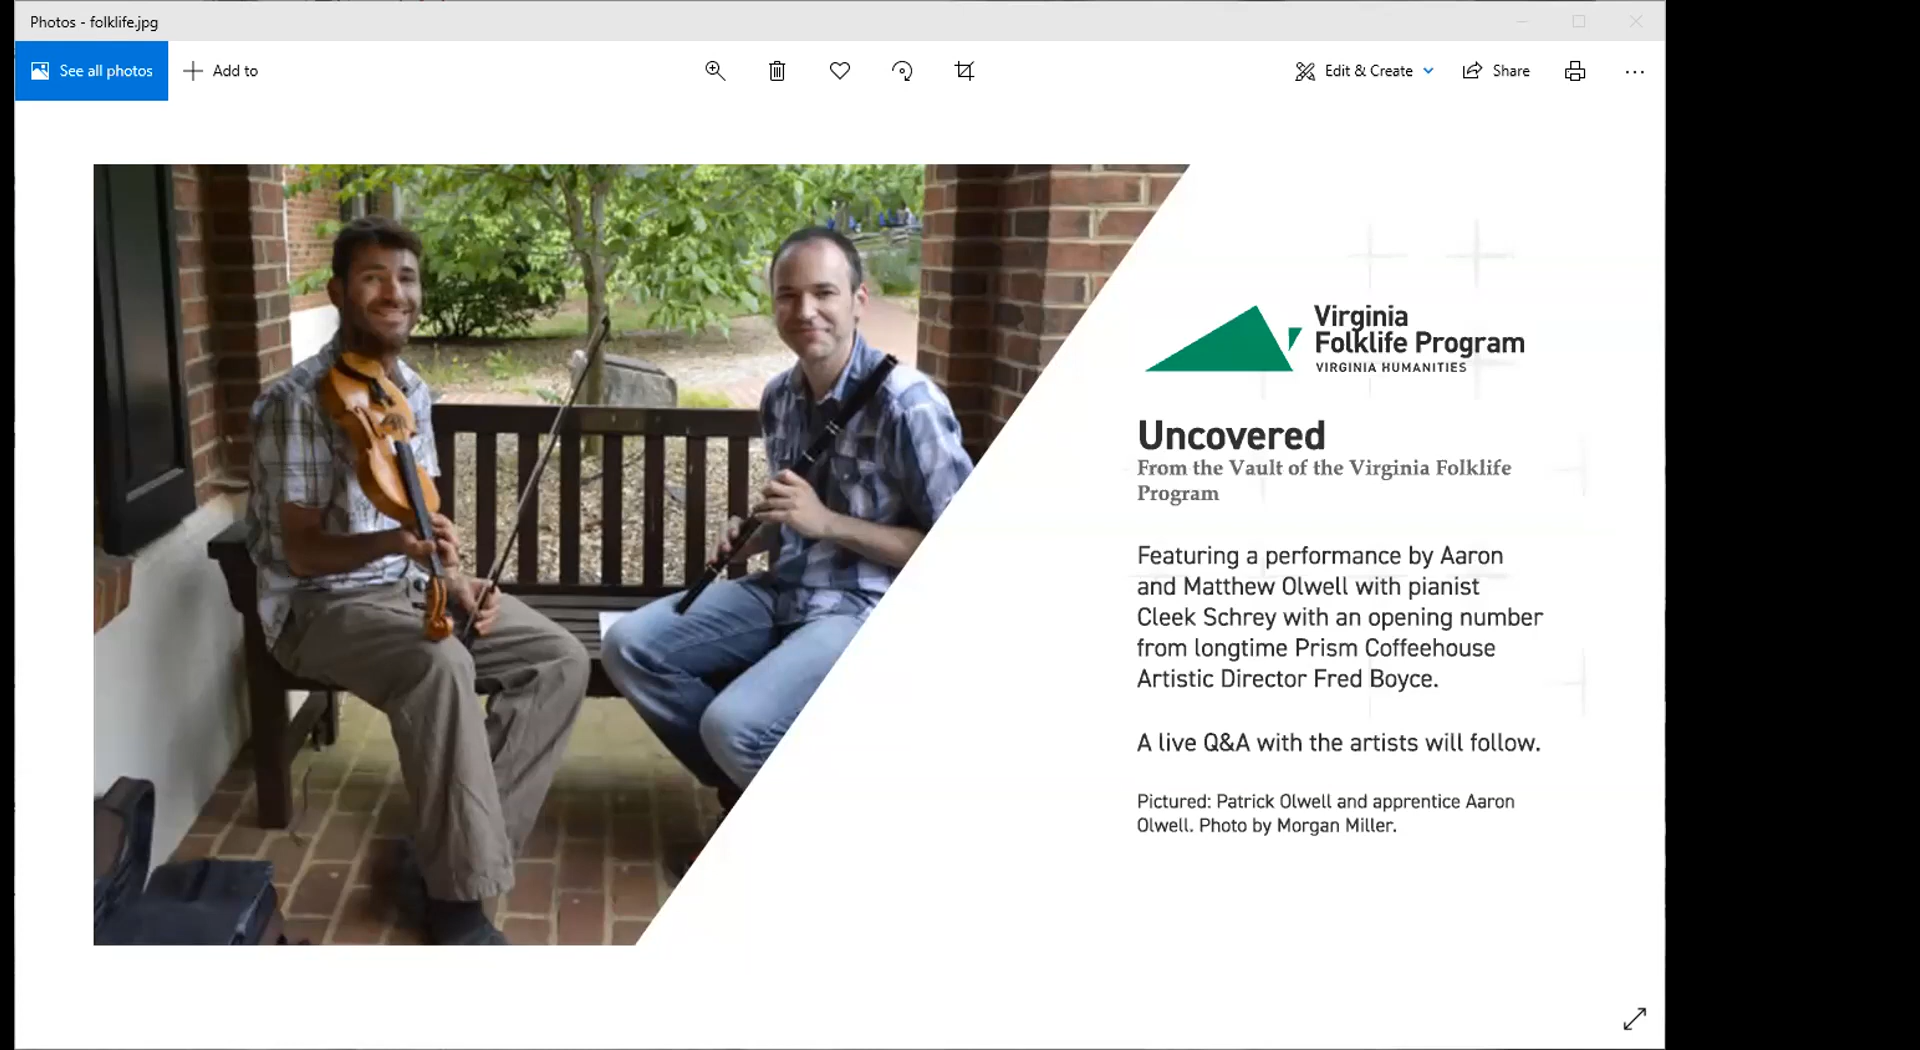 Photos - folklife.jpg
See all photos
Add to
Edit & Create
Share
Virginia
Folklife Program
VIRGINIA HUMANITIES
Uncovered
From the Vault of the Virginia Folklife
Program
Featuring a performance by Aaron
and Matthew Olwell with pianist
Cleek Schrey with an opening number
from longtime Prism Coffeehouse
Artistic Director Fred Boyce.
A live Q&A with the artists will follow.
Pictured: Patrick Olwell and apprentice Aaron
Olwell. Photo by Morgan Miller.